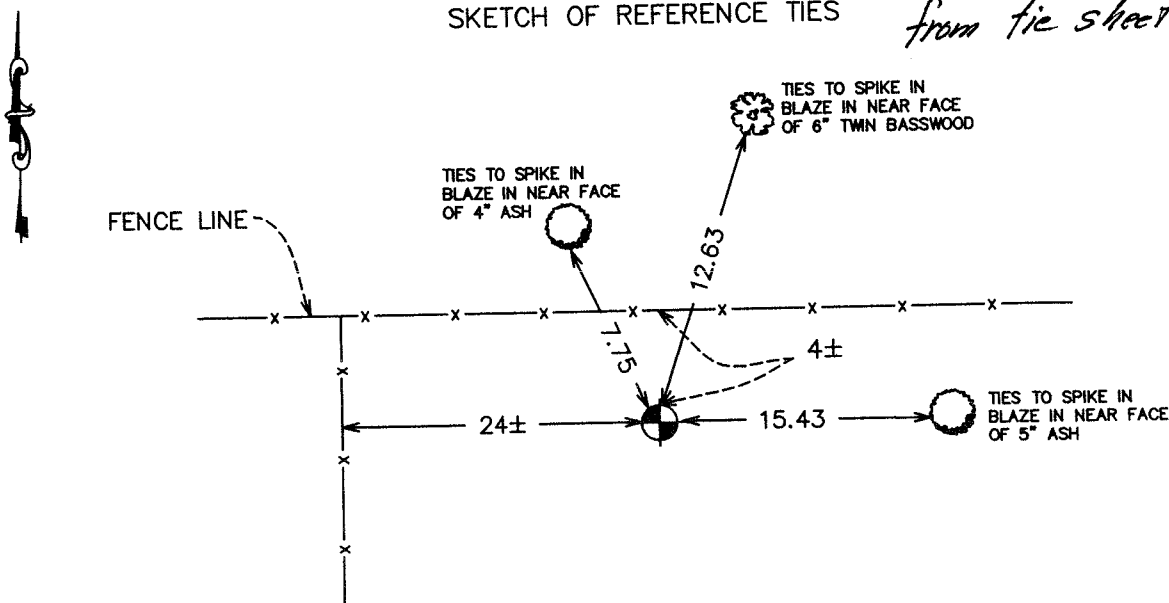 SKETCH OF REFERENCE TIES
from tie sheet
TIES TO SPIKE IN
BLAZE IN NEAR FACE
OF 6" TWIN BASSWOOD
TIES TO SPIKE IN
BLAZE IN NEAR FACE
OF 4" ASH
FENCE LINE
12.63
7.75
4±
24±
15.43
TIES TO SPIKE IN
BLAZE IN NEAR FACE
OF 5" ASH